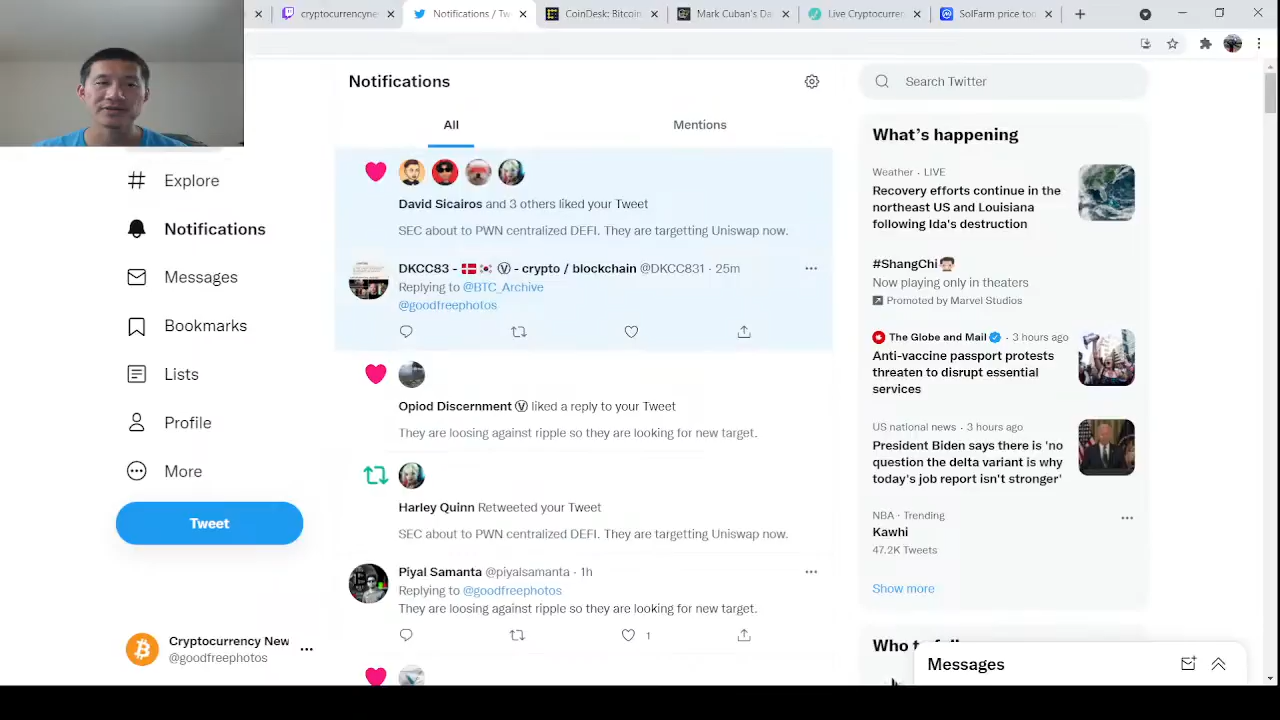 cryptocurrencyne
Notifications / Tw
CoinDesk: Bitcoin
Mark Cuban's Da
Live Cryptocurre
SolFarm price too
Notifications
Search Twitter
All
Mentions
What's happening
Explore
Notifications
Messages
Bookmarks
Lists
Profile
More
Tweet
Cryptocurrency New
@goodfreephotos
David Sicairos and 3 others liked your Tweet
SEC about to PWN centralized DEFI. They are targetting Uniswap now.
DKCC83 - 🇩🇰🇰🇷 Ⓥ - crypto / blockchain @DKCC831 · 25m
Replying to @BTC_Archive
@goodfreephotos
Opiod Discernment Ⓥ liked a reply to your Tweet
They are loosing against ripple so they are looking for new target.
Harley Quinn Retweeted your Tweet
SEC about to PWN centralized DEFI. They are targetting Uniswap now.
Piyal Samanta @piyalsamanta · 1h
Replying to @goodfreephotos
They are loosing against ripple so they are looking for new target.
1
Weather · LIVE
Recovery efforts continue in the
northeast US and Louisiana
following Ida's destruction
#ShangChi
Now playing only in theaters
Promoted by Marvel Studios
The Globe and Mail · 3 hours ago
Anti-vaccine passport protests
threaten to disrupt essential
services
US national news · 3 hours ago
President Biden says there is 'no
question the delta variant is why
today's job report isn't stronger'
NBA · Trending
Kawhi
47.2K Tweets
Show more
Who to
Messages